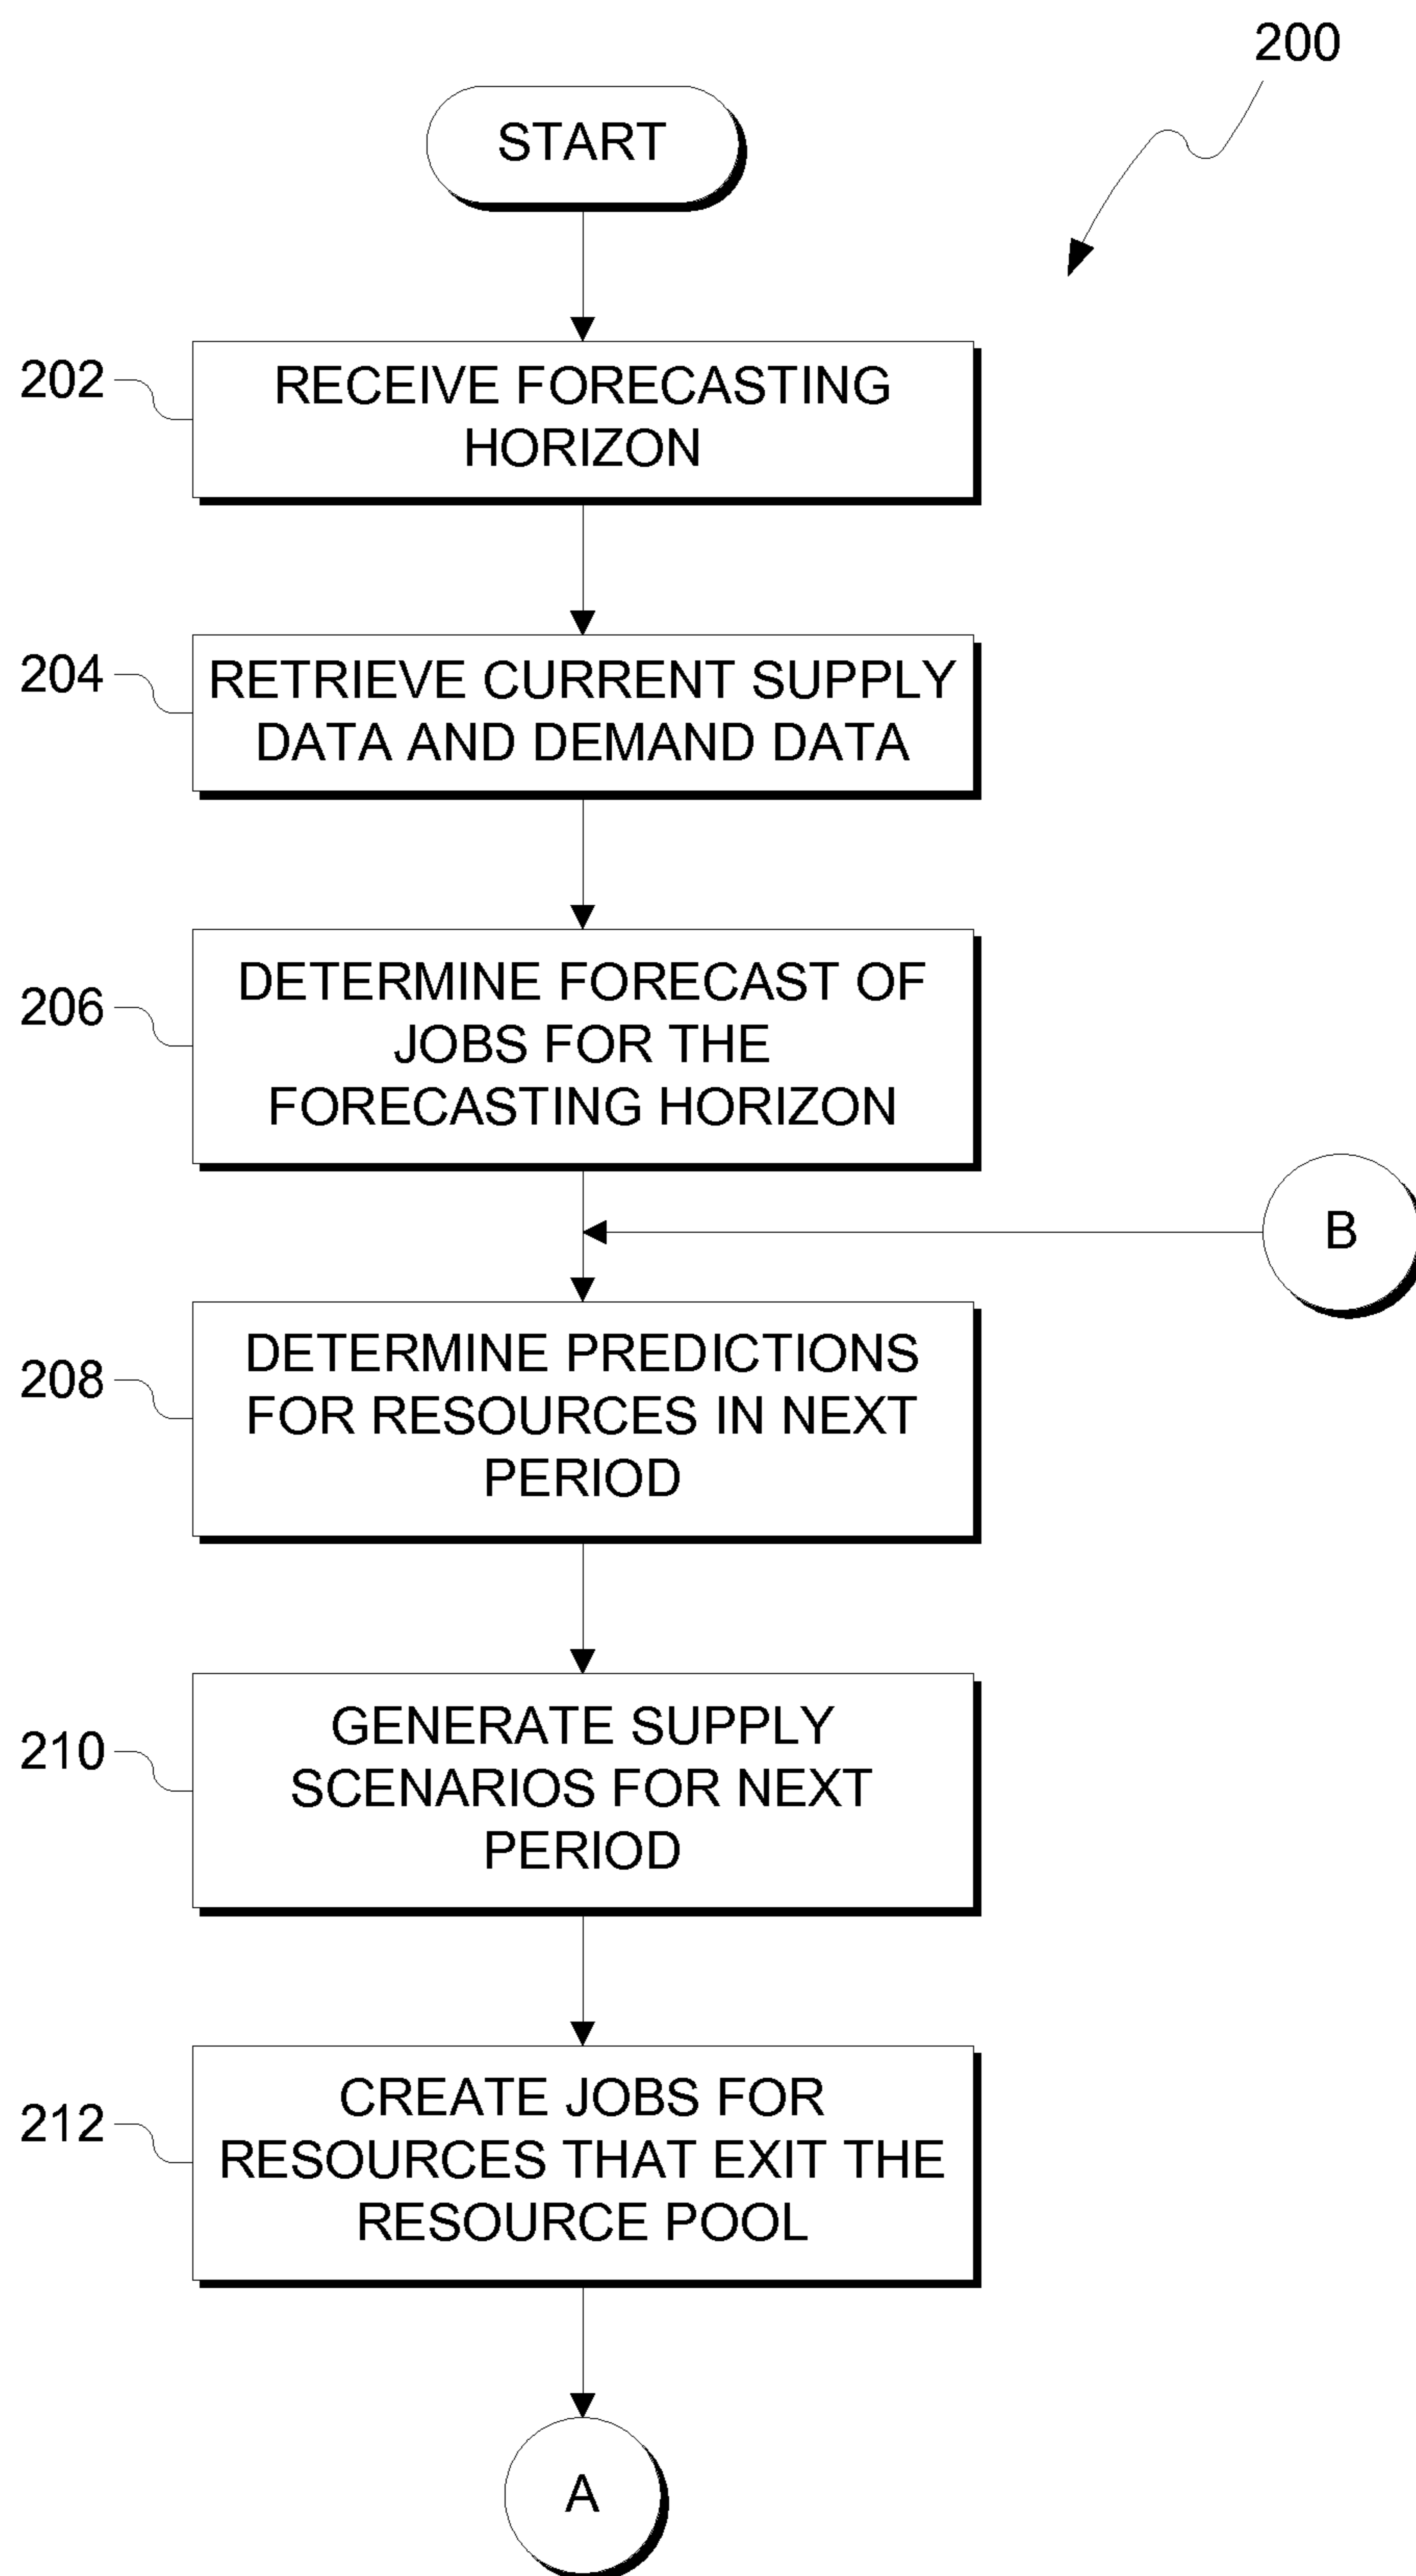 200
START
202
RECEIVE FORECASTING
HORIZON
204
RETRIEVE CURRENT SUPPLY
DATA AND DEMAND DATA
206
DETERMINE FORECAST OF
JOBS FOR THE
FORECASTING HORIZON
B
208
DETERMINE PREDICTIONS
FOR RESOURCES IN NEXT
PERIOD
210
GENERATE SUPPLY
SCENARIOS FOR NEXT
PERIOD
212
CREATE JOBS FOR
RESOURCES THAT EXIT THE
RESOURCE POOL
A